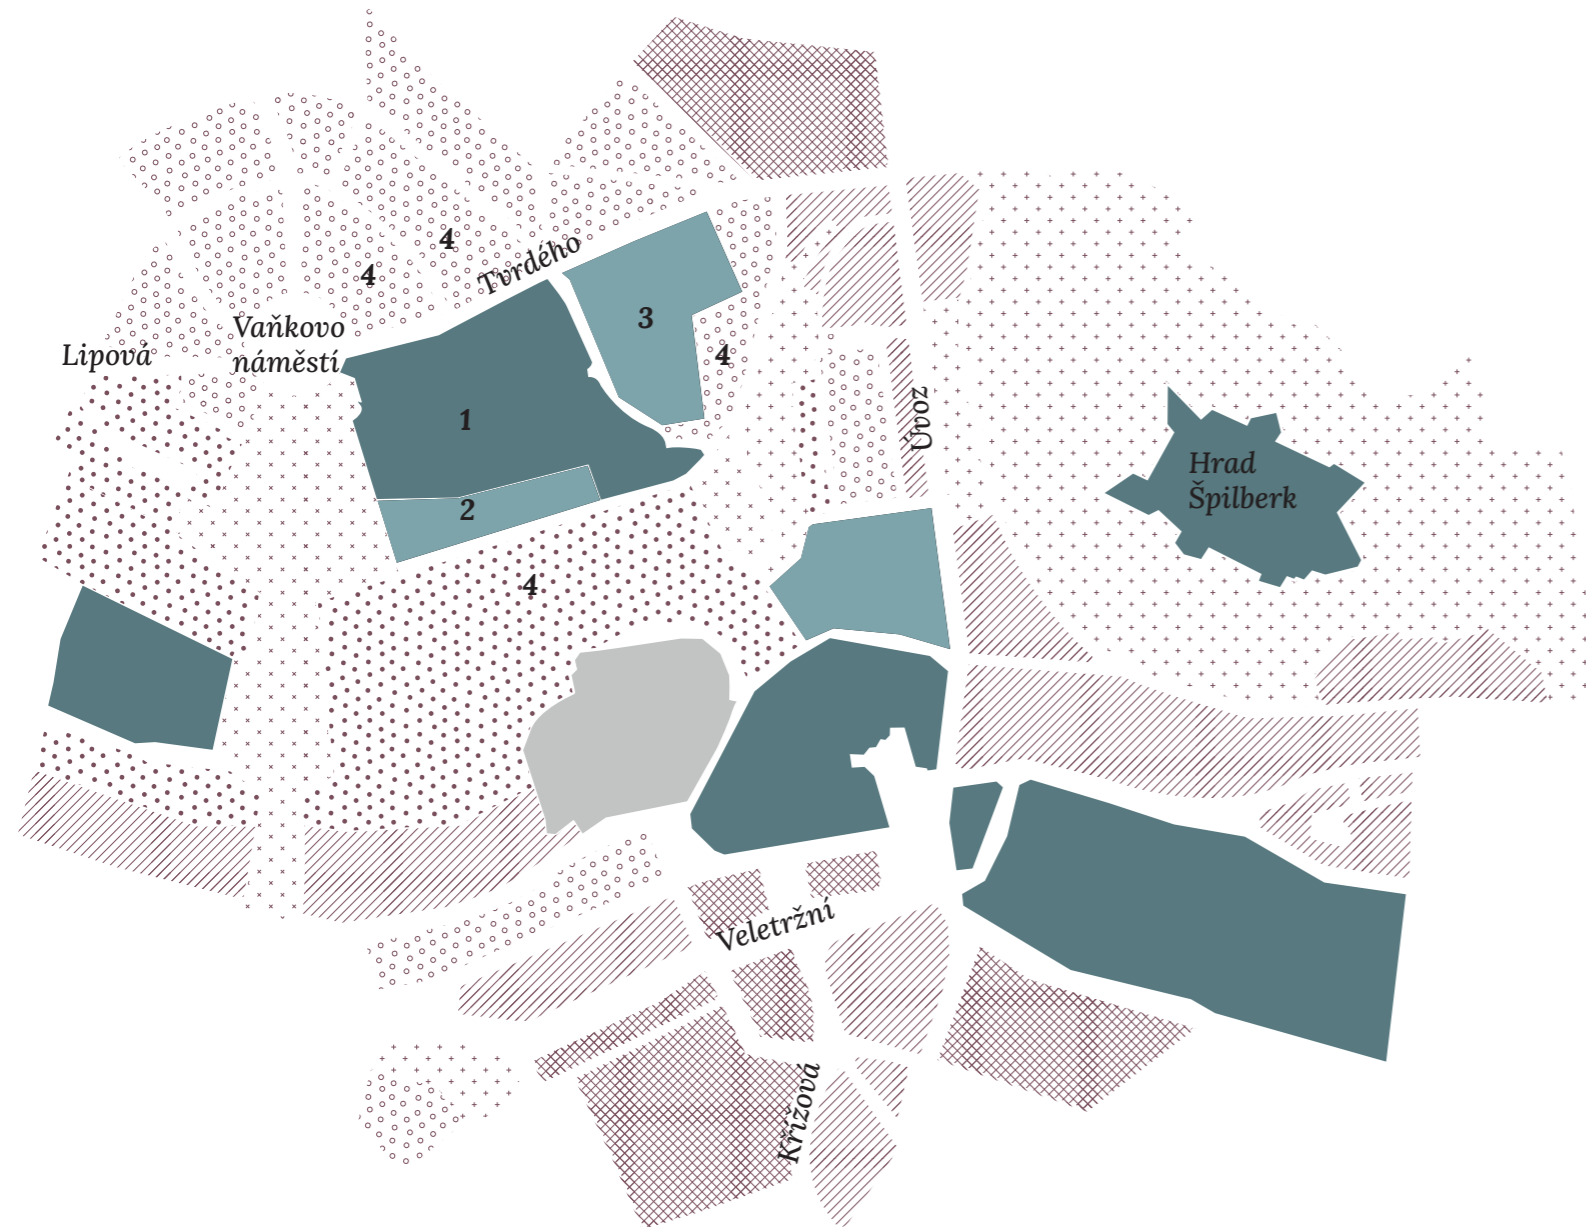 4
4
Tvrdého
3
Vaňkovo
náměstí
Lipová
4
1
Úvoz
Hrad
Špilberk
2
4
Veletržní
Křížová